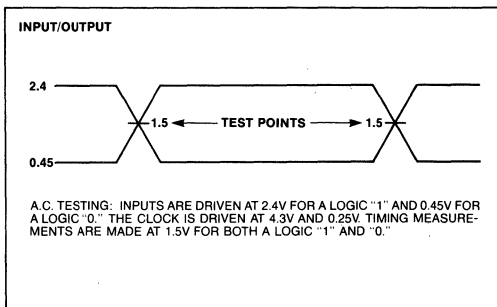 INPUT/OUTPUT
2.4
1.5 TEST POINTS 1.5
0.45
A.C. TESTING: INPUTS ARE DRIVEN AT 2.4V FOR A LOGIC "1" AND 0.45V FOR
A LOGIC "0." THE CLOCK IS DRIVEN AT 4.3V AND 0.25V. TIMING MEASURE-
MENTS ARE MADE AT 1.5V FOR BOTH A LOGIC "1" AND "0."